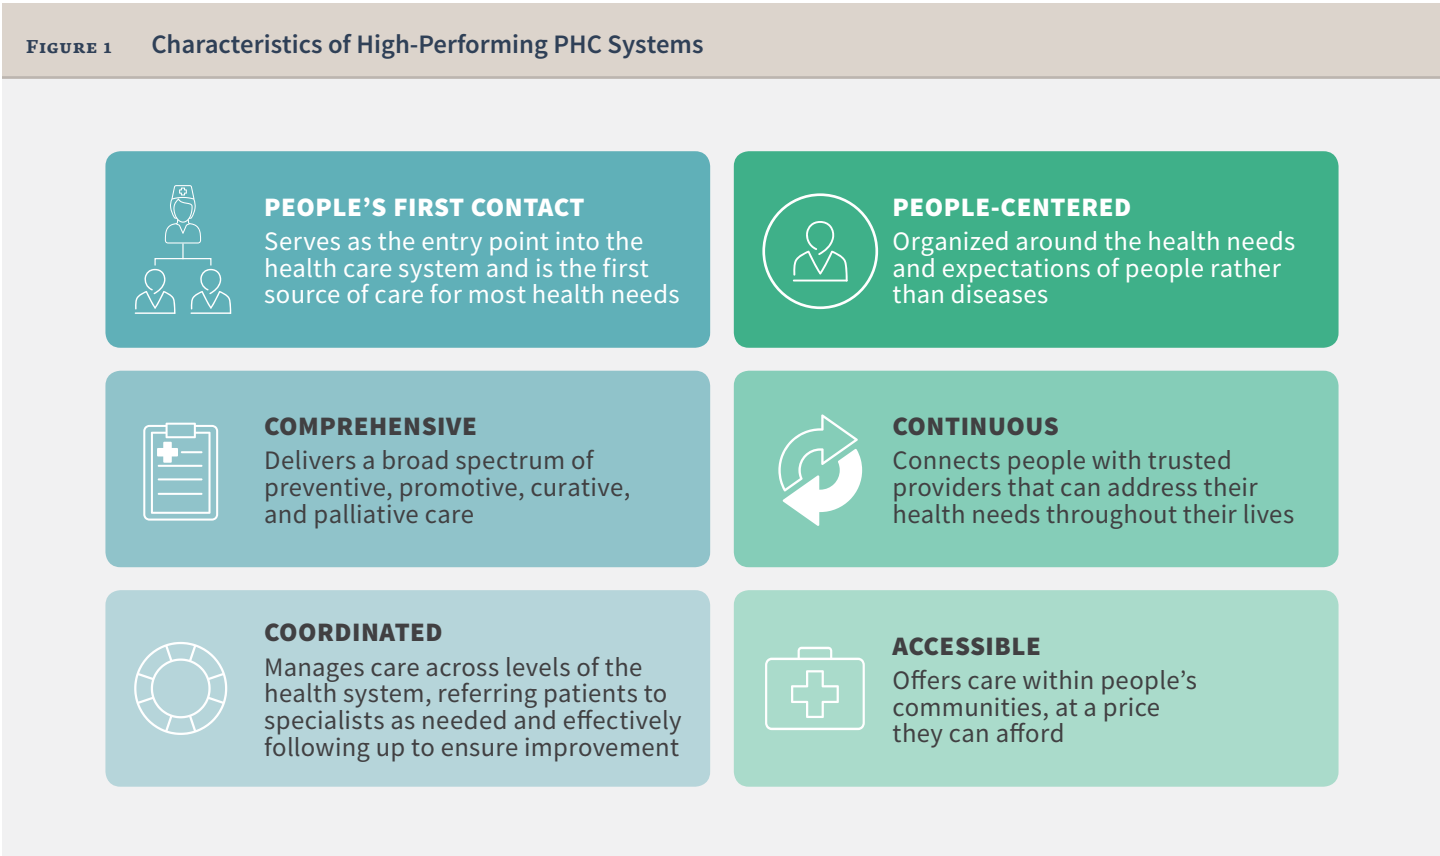 Figure 1 Characteristics of High-Performing PHC Systems
PEOPLE’S FIRST CONTACT
Serves as the entry point into the
health care system and is the first
source of care for most health needs
PEOPLE-CENTERED
Organized around the health needs
and expectations of people rather
than diseases
COMPREHENSIVE
Delivers a broad spectrum of
preventive, promotive, curative,
and palliative care
CONTINUOUS
Connects people with trusted
providers that can address their
health needs throughout their lives
COORDINATED
Manages care across levels of the
health system, referring patients to
specialists as needed and effectively
following up to ensure improvement
ACCESSIBLE
Offers care within people’s
communities, at a price
they can afford